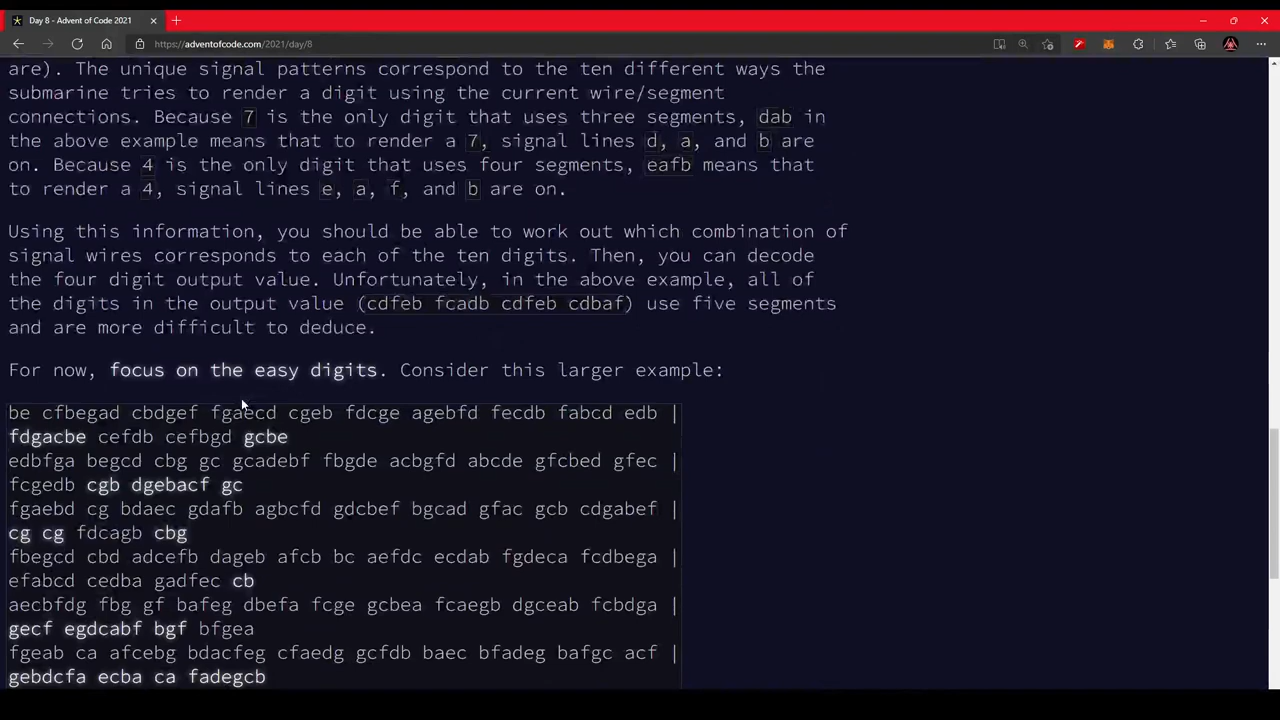 Day 8 - Advent of Code 2021
https://adventofcode.com/2021/day/8
are). The unique signal patterns correspond to the ten different ways the
submarine tries to render a digit using the current wire/segment
connections. Because 7 is the only digit that uses three segments, dab in
the above example means that to render a 7, signal lines d, a, and b are
on. Because 4 is the only digit that uses four segments, eafb means that
to render a 4, signal lines e, a, f, and b are on.
Using this information, you should be able to work out which combination of
signal wires corresponds to each of the ten digits. Then, you can decode
the four digit output value. Unfortunately, in the above example, all of
the digits in the output value (cdfeb fcadb cdfeb cdbaf) use five segments
and are more difficult to deduce.
For now, focus on the easy digits. Consider this larger example:
be cfbegad cbdgef fgaecd cgeb fdcge agebfd fecdb fabcd edb |
fdgacbe cefdb cefbgd gcbe
edbfga begcd cbg gc gcadebf fbgde acbgfd abcde gfcbed gfec |
fcgedb cgb dgebacf gc
fgaebd cg bdaec gdafb agbcfd gdcbef bgcad gfac gcb cdgabef |
cg cg fdcagb cbg
fbegcd cbd adcefb dageb afcb bc aefdc ecdab fgdeca fcdbega |
efabcd cedba gadfec cb
aecbfdg fbg gf bafeg dbefa fcge gcbea fcaegb dgceab fcbdga |
gecf egdcabf bgf bfgea
fgeab ca afcebg bdacfeg cfaedg gcfdb baec bfadeg bafgc acf |
gebdcfa ecba ca fadegcb